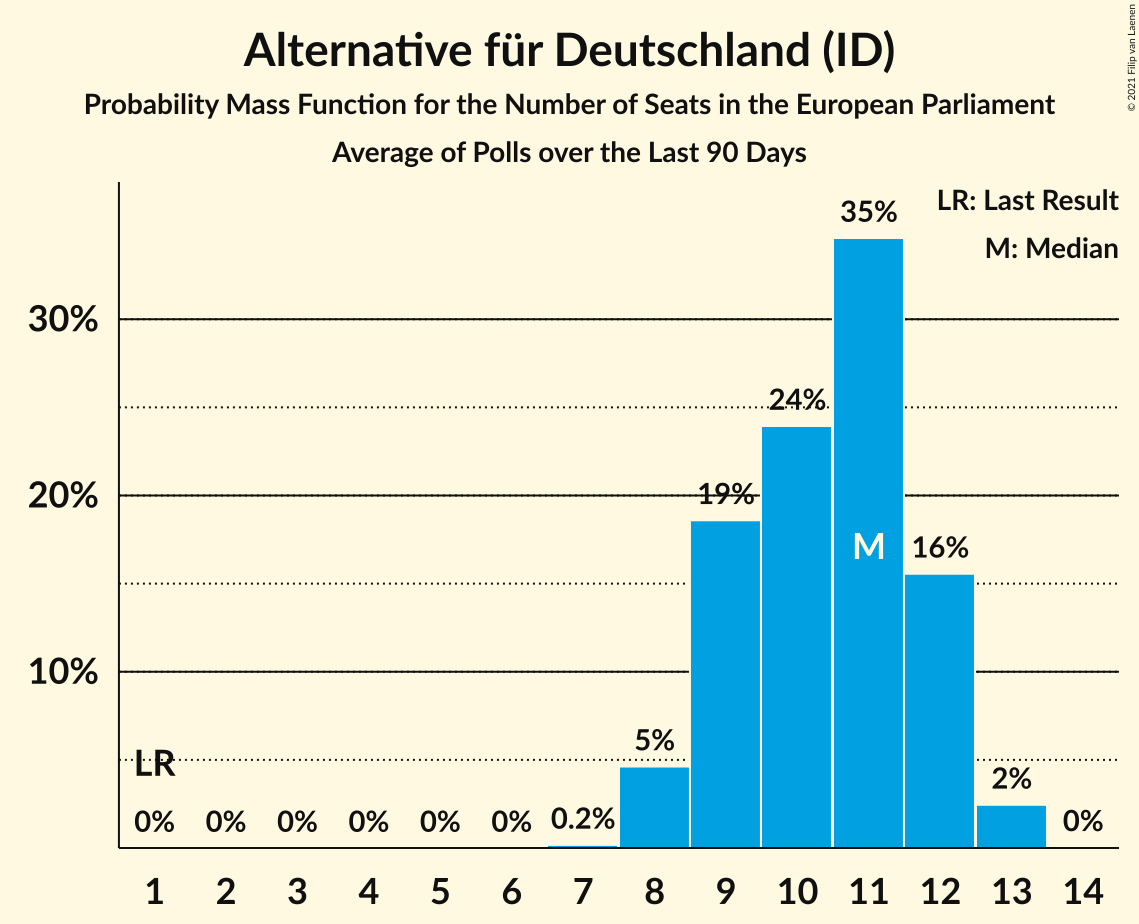 Alternative für Deutschland (ID)
Probability Mass Function for the Number of Seats in the European Parliament
Average of Polls over the Last 90 Days
© 2021 Filip van Laenen
LR: Last Result
M: Median
35%
30%
24%
20%
19%
M
16%
10%
5%
LR
2%
0%
0%
0%
0%
0%
0%
0.2%
0%
1 2 3 4 5 6 7 8 9 10 11 12 13 14